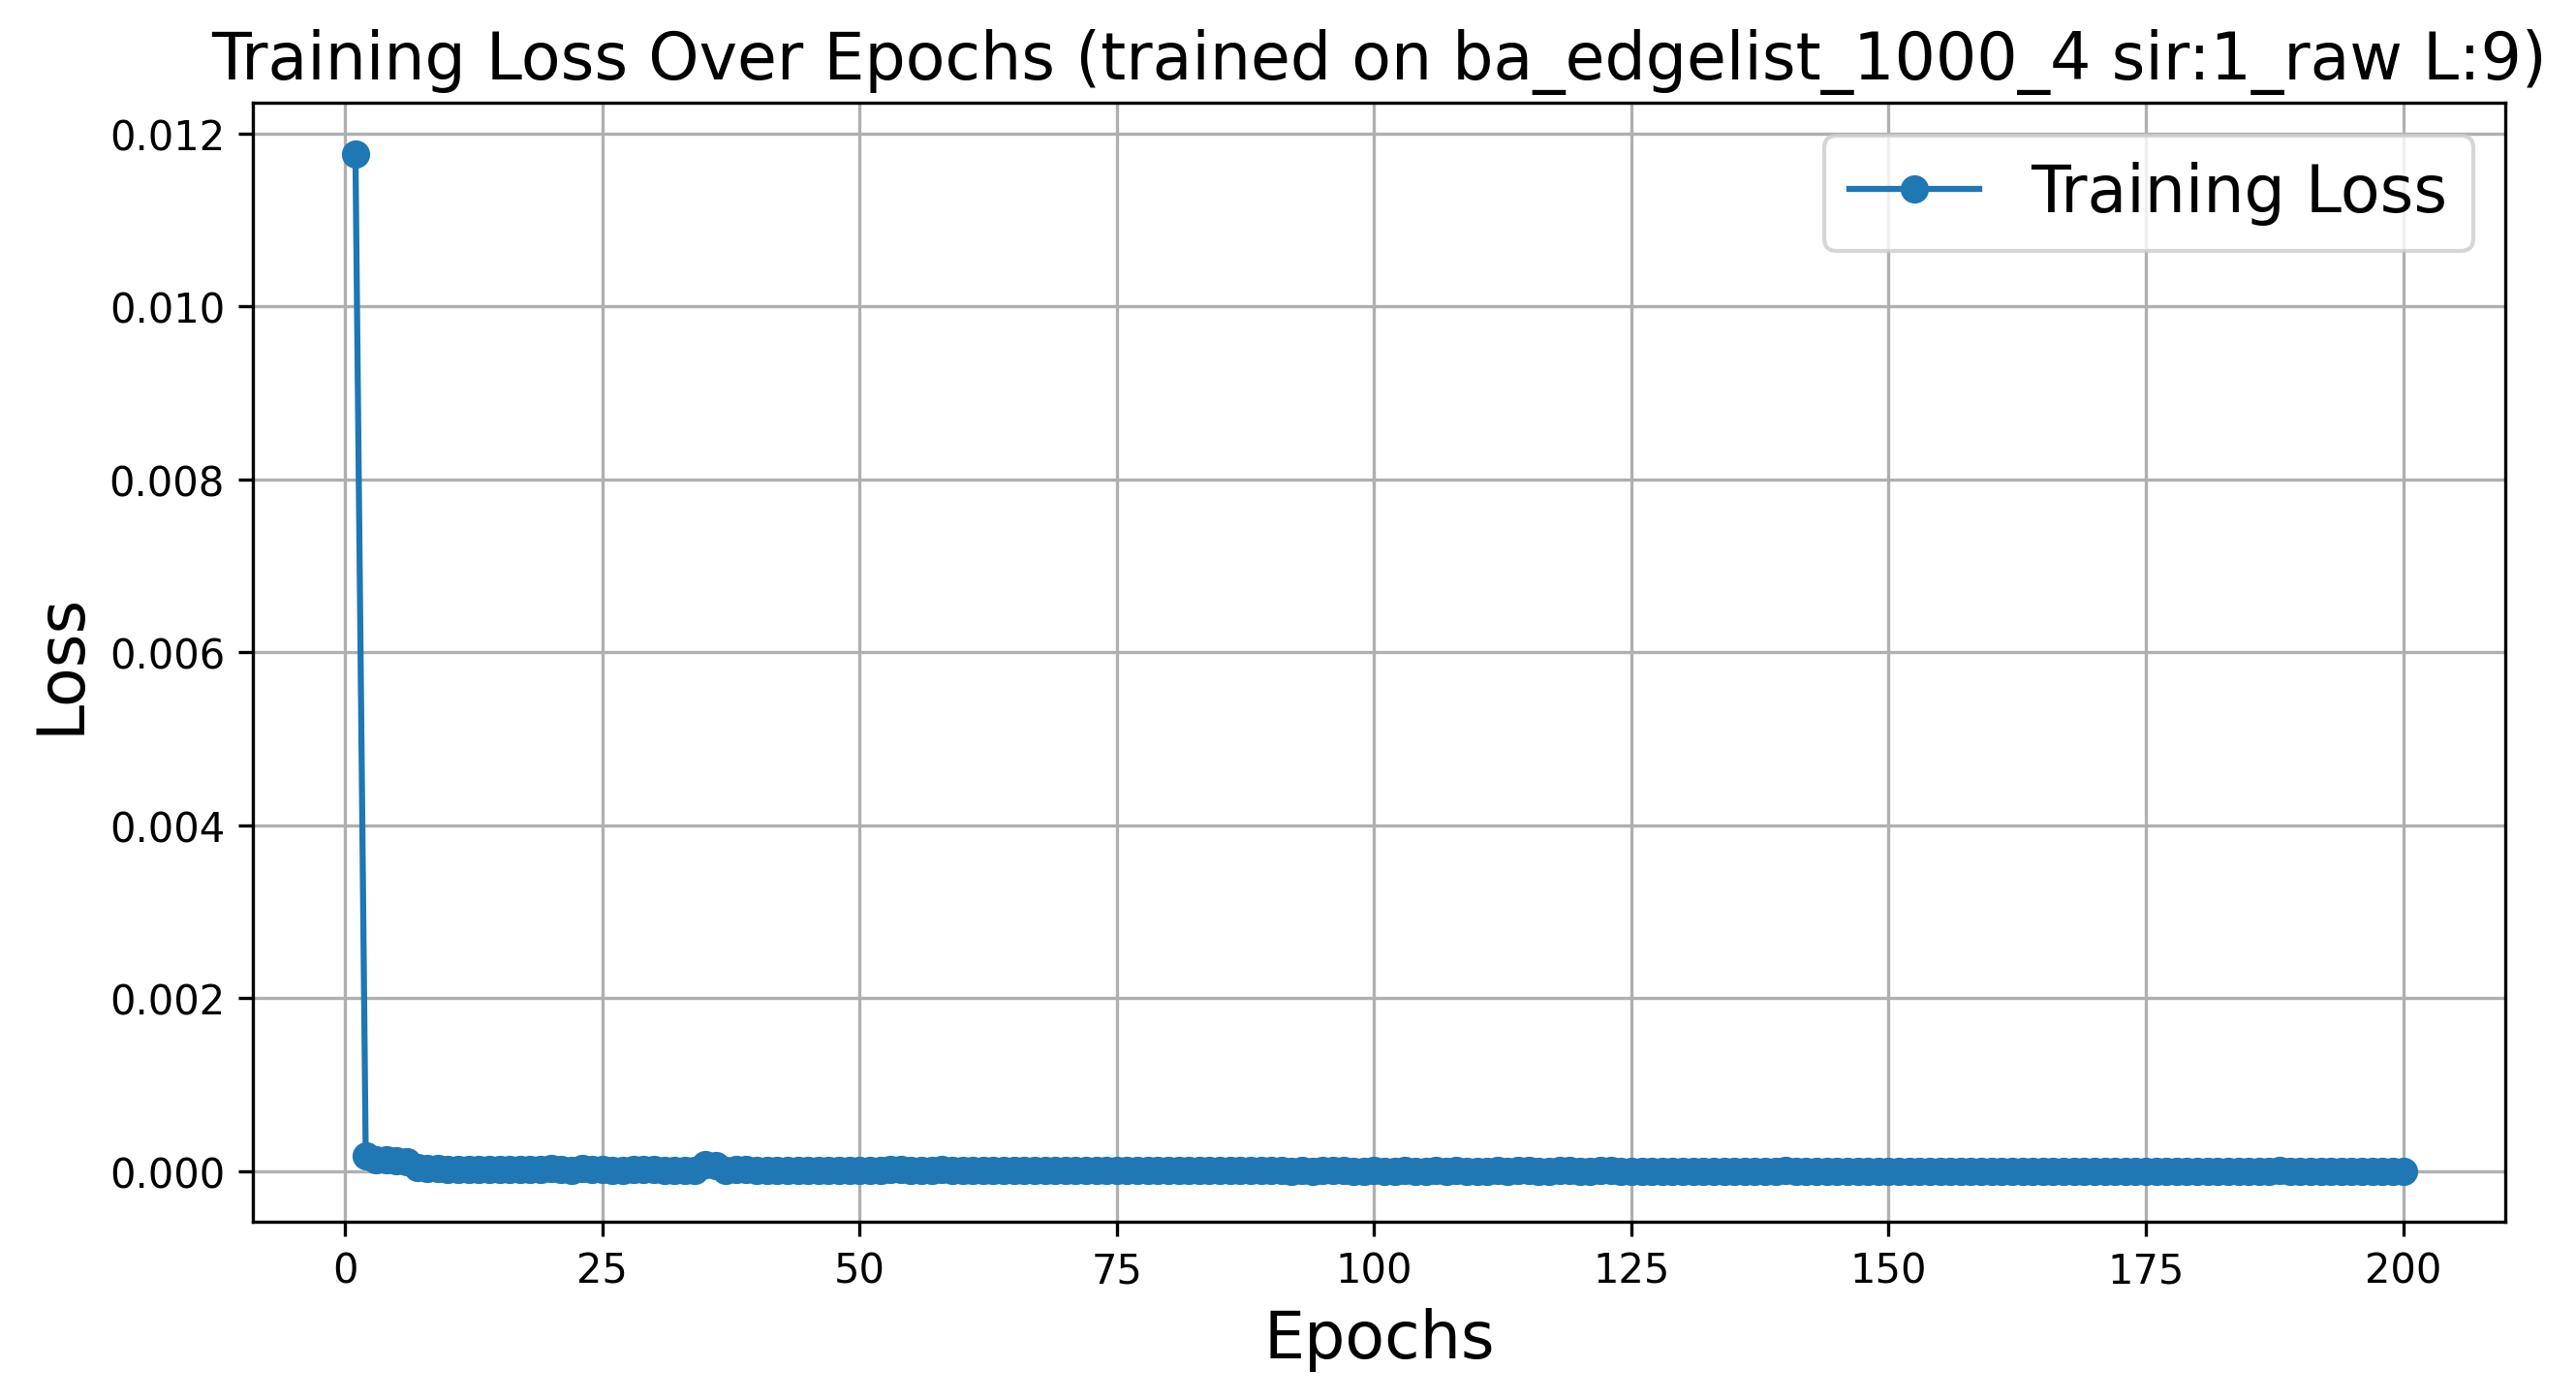 Training Loss Over Epochs (trained on ba_edgelist_1000_4 sir:1_raw L:9)
Training Loss
0.012
0.010
0.008
0.006
0.004
0.002
0.000
Loss
0 25 50 75 100 125 150 175 200
Epochs